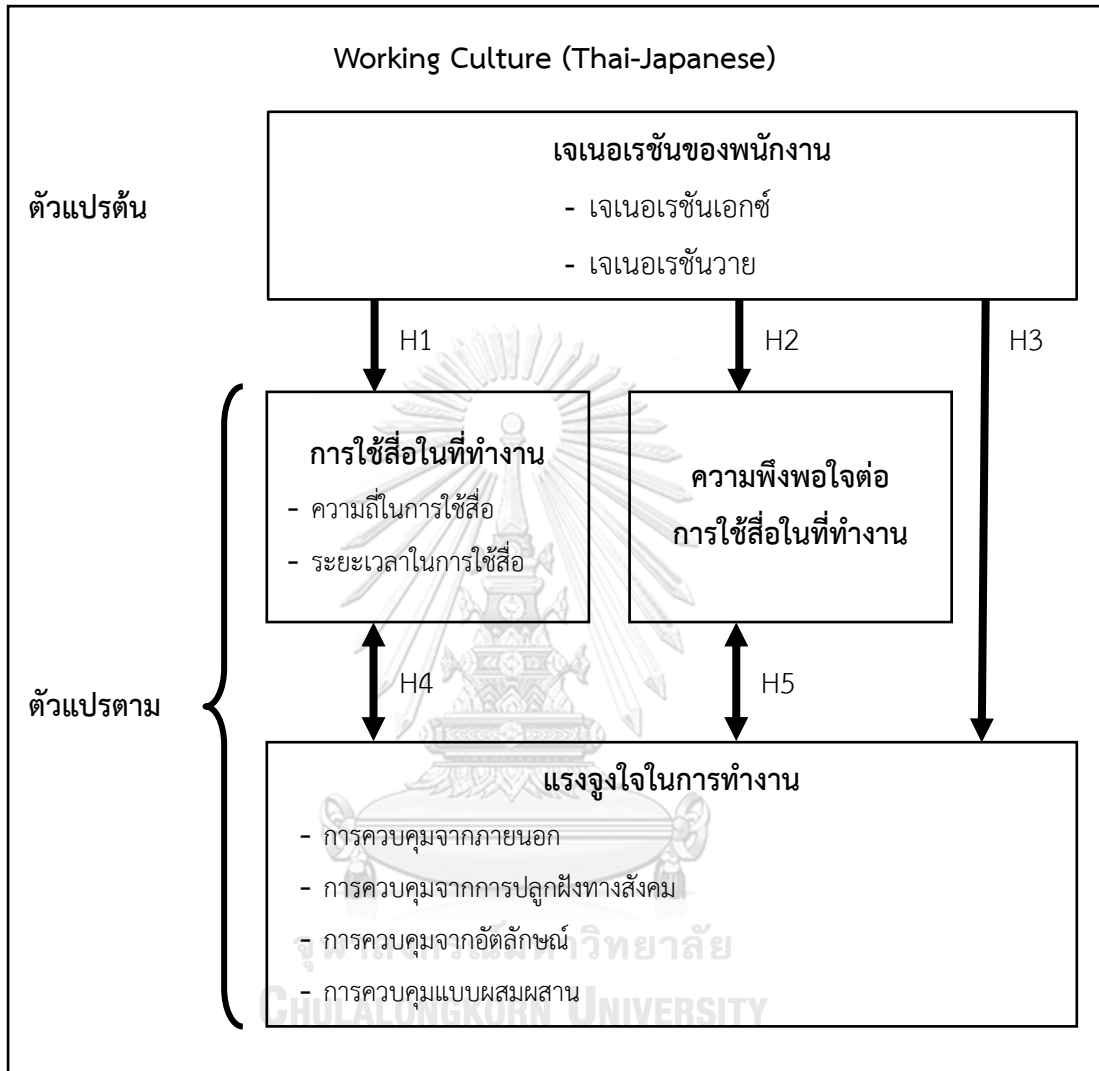 Working Culture (Thai-Japanese)
ตัวแปรต้น
เจเนอเรชันของพนักงาน
- เจเนอเรชันเอกซ์
- เจเนอเรชันวาย
H1
H2
H3
การใช้สื่อในที่ทำงาน
- ความถี่ในการใช้สื่อ
- ระยะเวลาในการใช้สื่อ
ความพึงพอใจต่อ
การใช้สื่อในที่ทำงาน
H4
H5
ตัวแปรตาม
แรงจูงใจในการทำงาน
- การควบคุมจากภายนอก
- การควบคุมจากการปลูกฝังทางสังคม
- การควบคุมจากอัตลักษณ์
- การควบคุมแบบผสมผสาน
จุฬาลงกรณ์มหาวิทยาลัย
CHULALONGKORN UNIVERSITY